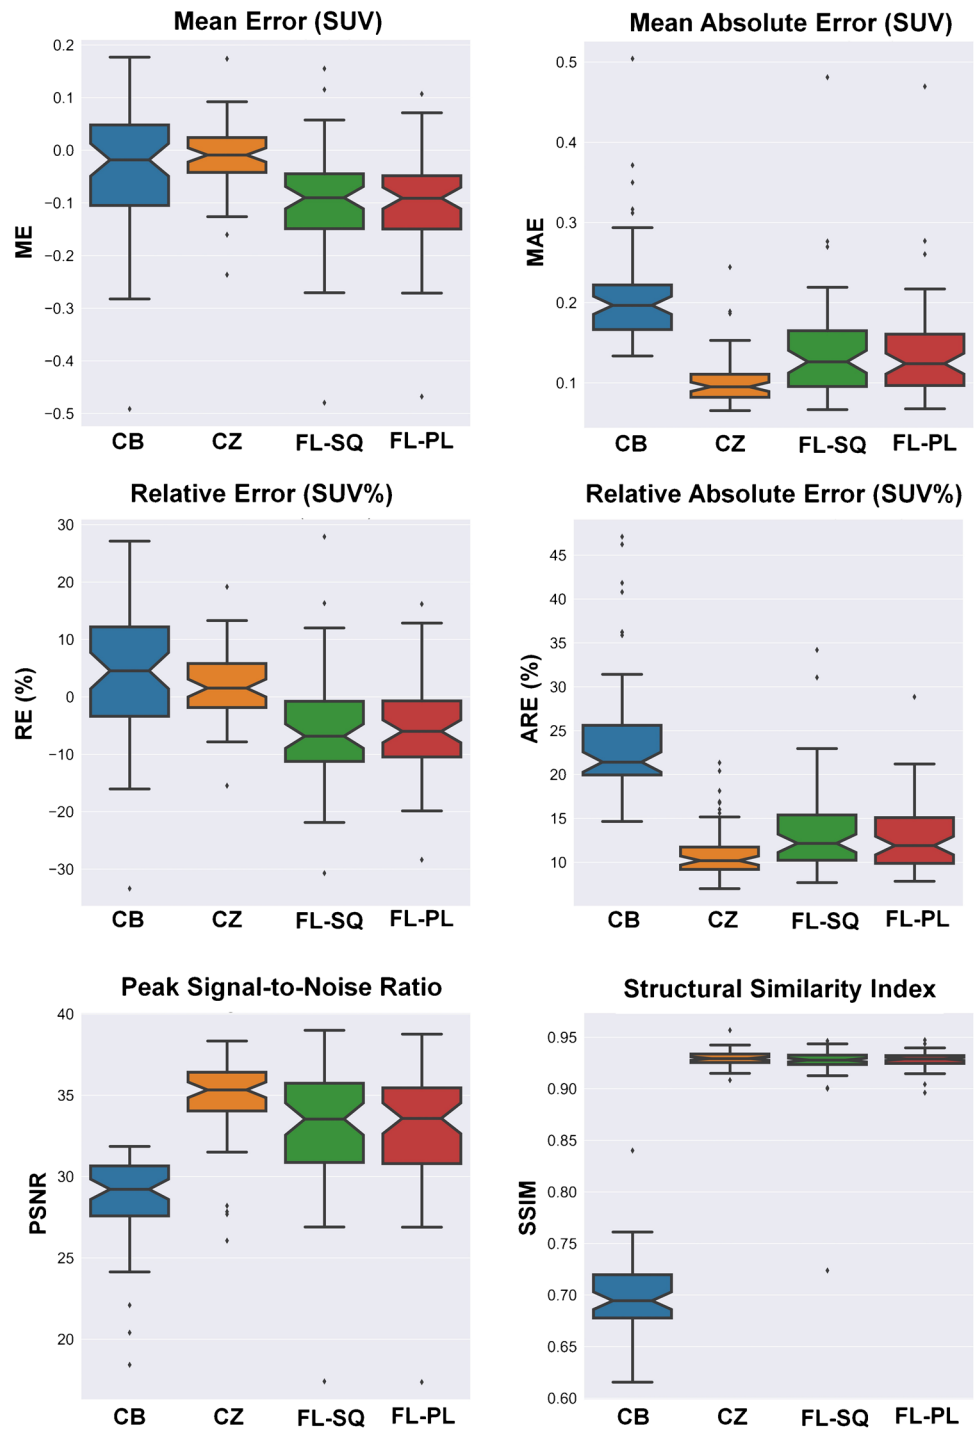 Mean Error (SUV)
ME
0.2
0.1
0.0
−0.1
−0.2
−0.3
−0.4
−0.5
CB CZ FL-SQ FL-PL
Mean Absolute Error (SUV)
MAE
0.5
0.4
0.3
0.2
0.1
CB CZ FL-SQ FL-PL
Relative Error (SUV%)
RE (%)
30
20
10
0
−10
−20
−30
CB CZ FL-SQ FL-PL
Relative Absolute Error (SUV%)
ARE (%)
45
40
35
30
25
20
15
10
CB CZ FL-SQ FL-PL
Peak Signal-to-Noise Ratio
PSNR
40
35
30
25
20
CB CZ FL-SQ FL-PL
Structural Similarity Index
SSIM
0.95
0.90
0.85
0.80
0.75
0.70
0.65
0.60
CB CZ FL-SQ FL-PL